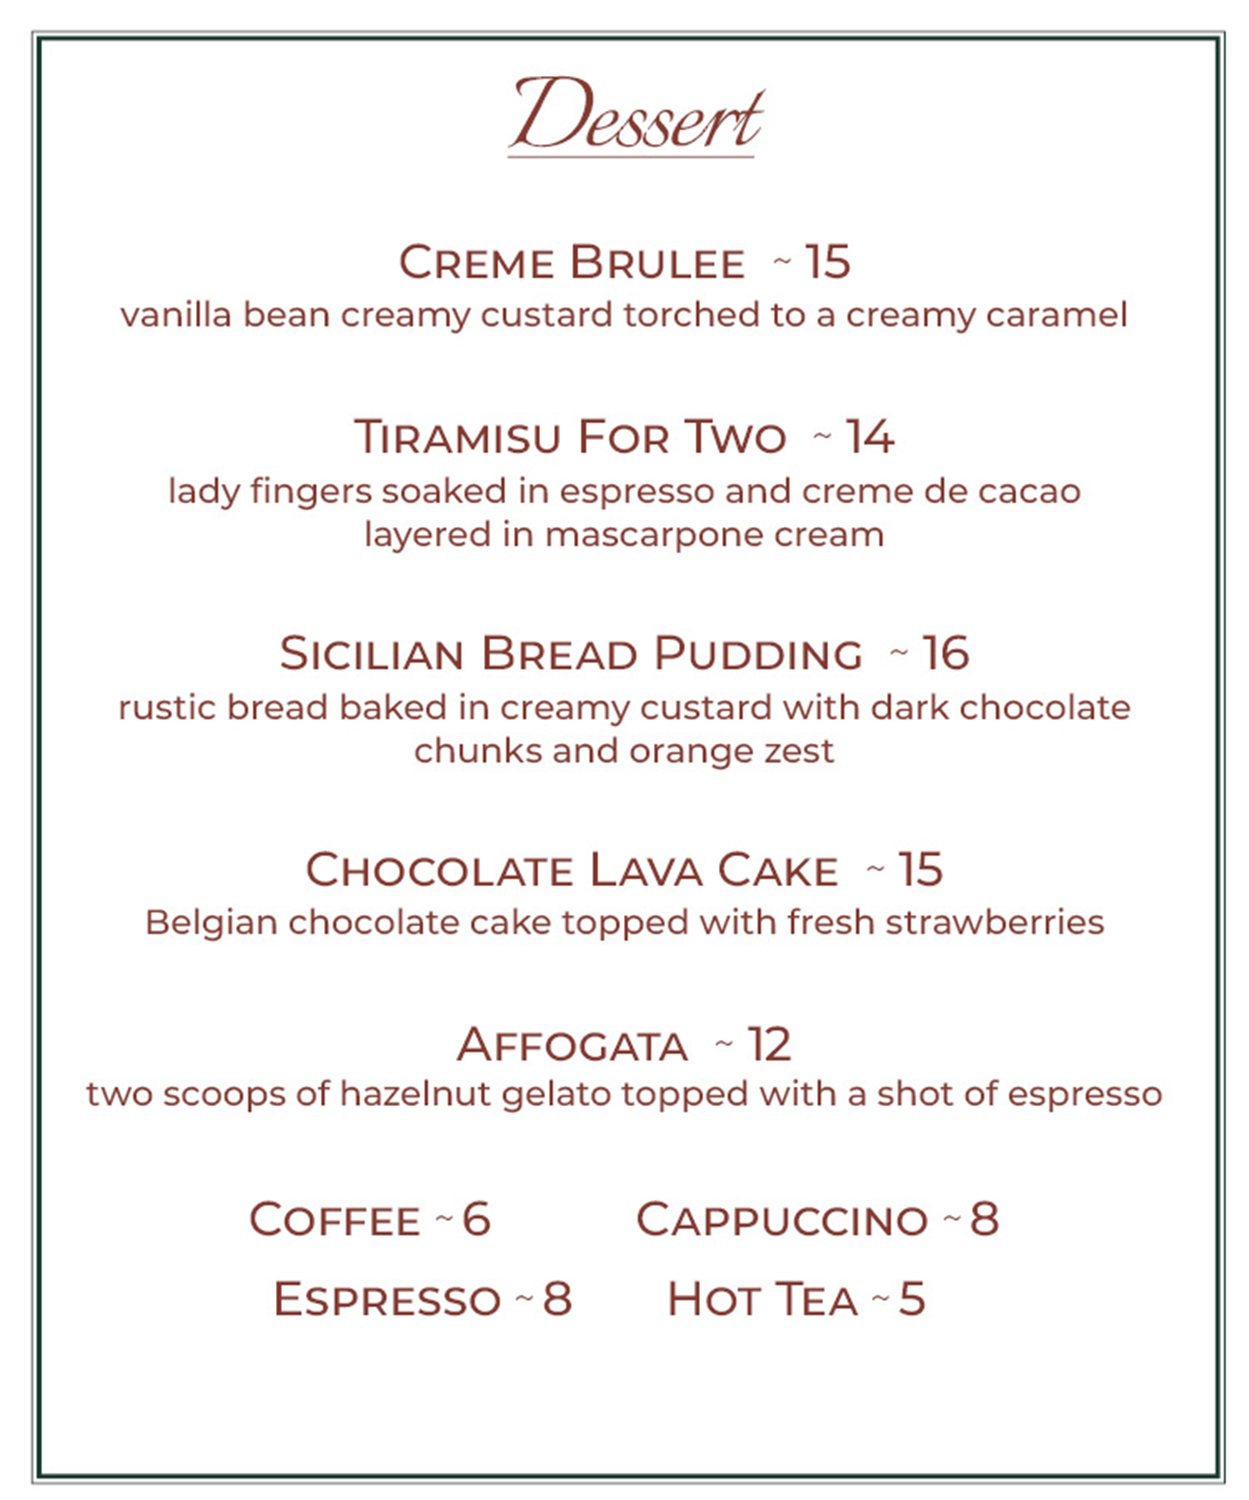 Dessert
Creme Brulee ~ 15
vanilla bean creamy custard torched to a creamy caramel
Tiramisu For Two ~ 14
lady fingers soaked in espresso and creme de cacao
layered in mascarpone cream
Sicilian Bread Pudding ~ 16
rustic bread baked in creamy custard with dark chocolate
chunks and orange zest
Chocolate Lava Cake ~ 15
Belgian chocolate cake topped with fresh strawberries
Affogata ~ 12
two scoops of hazelnut gelato topped with a shot of espresso
Coffee ~ 6 Cappuccino ~ 8
Espresso ~ 8 Hot Tea ~ 5